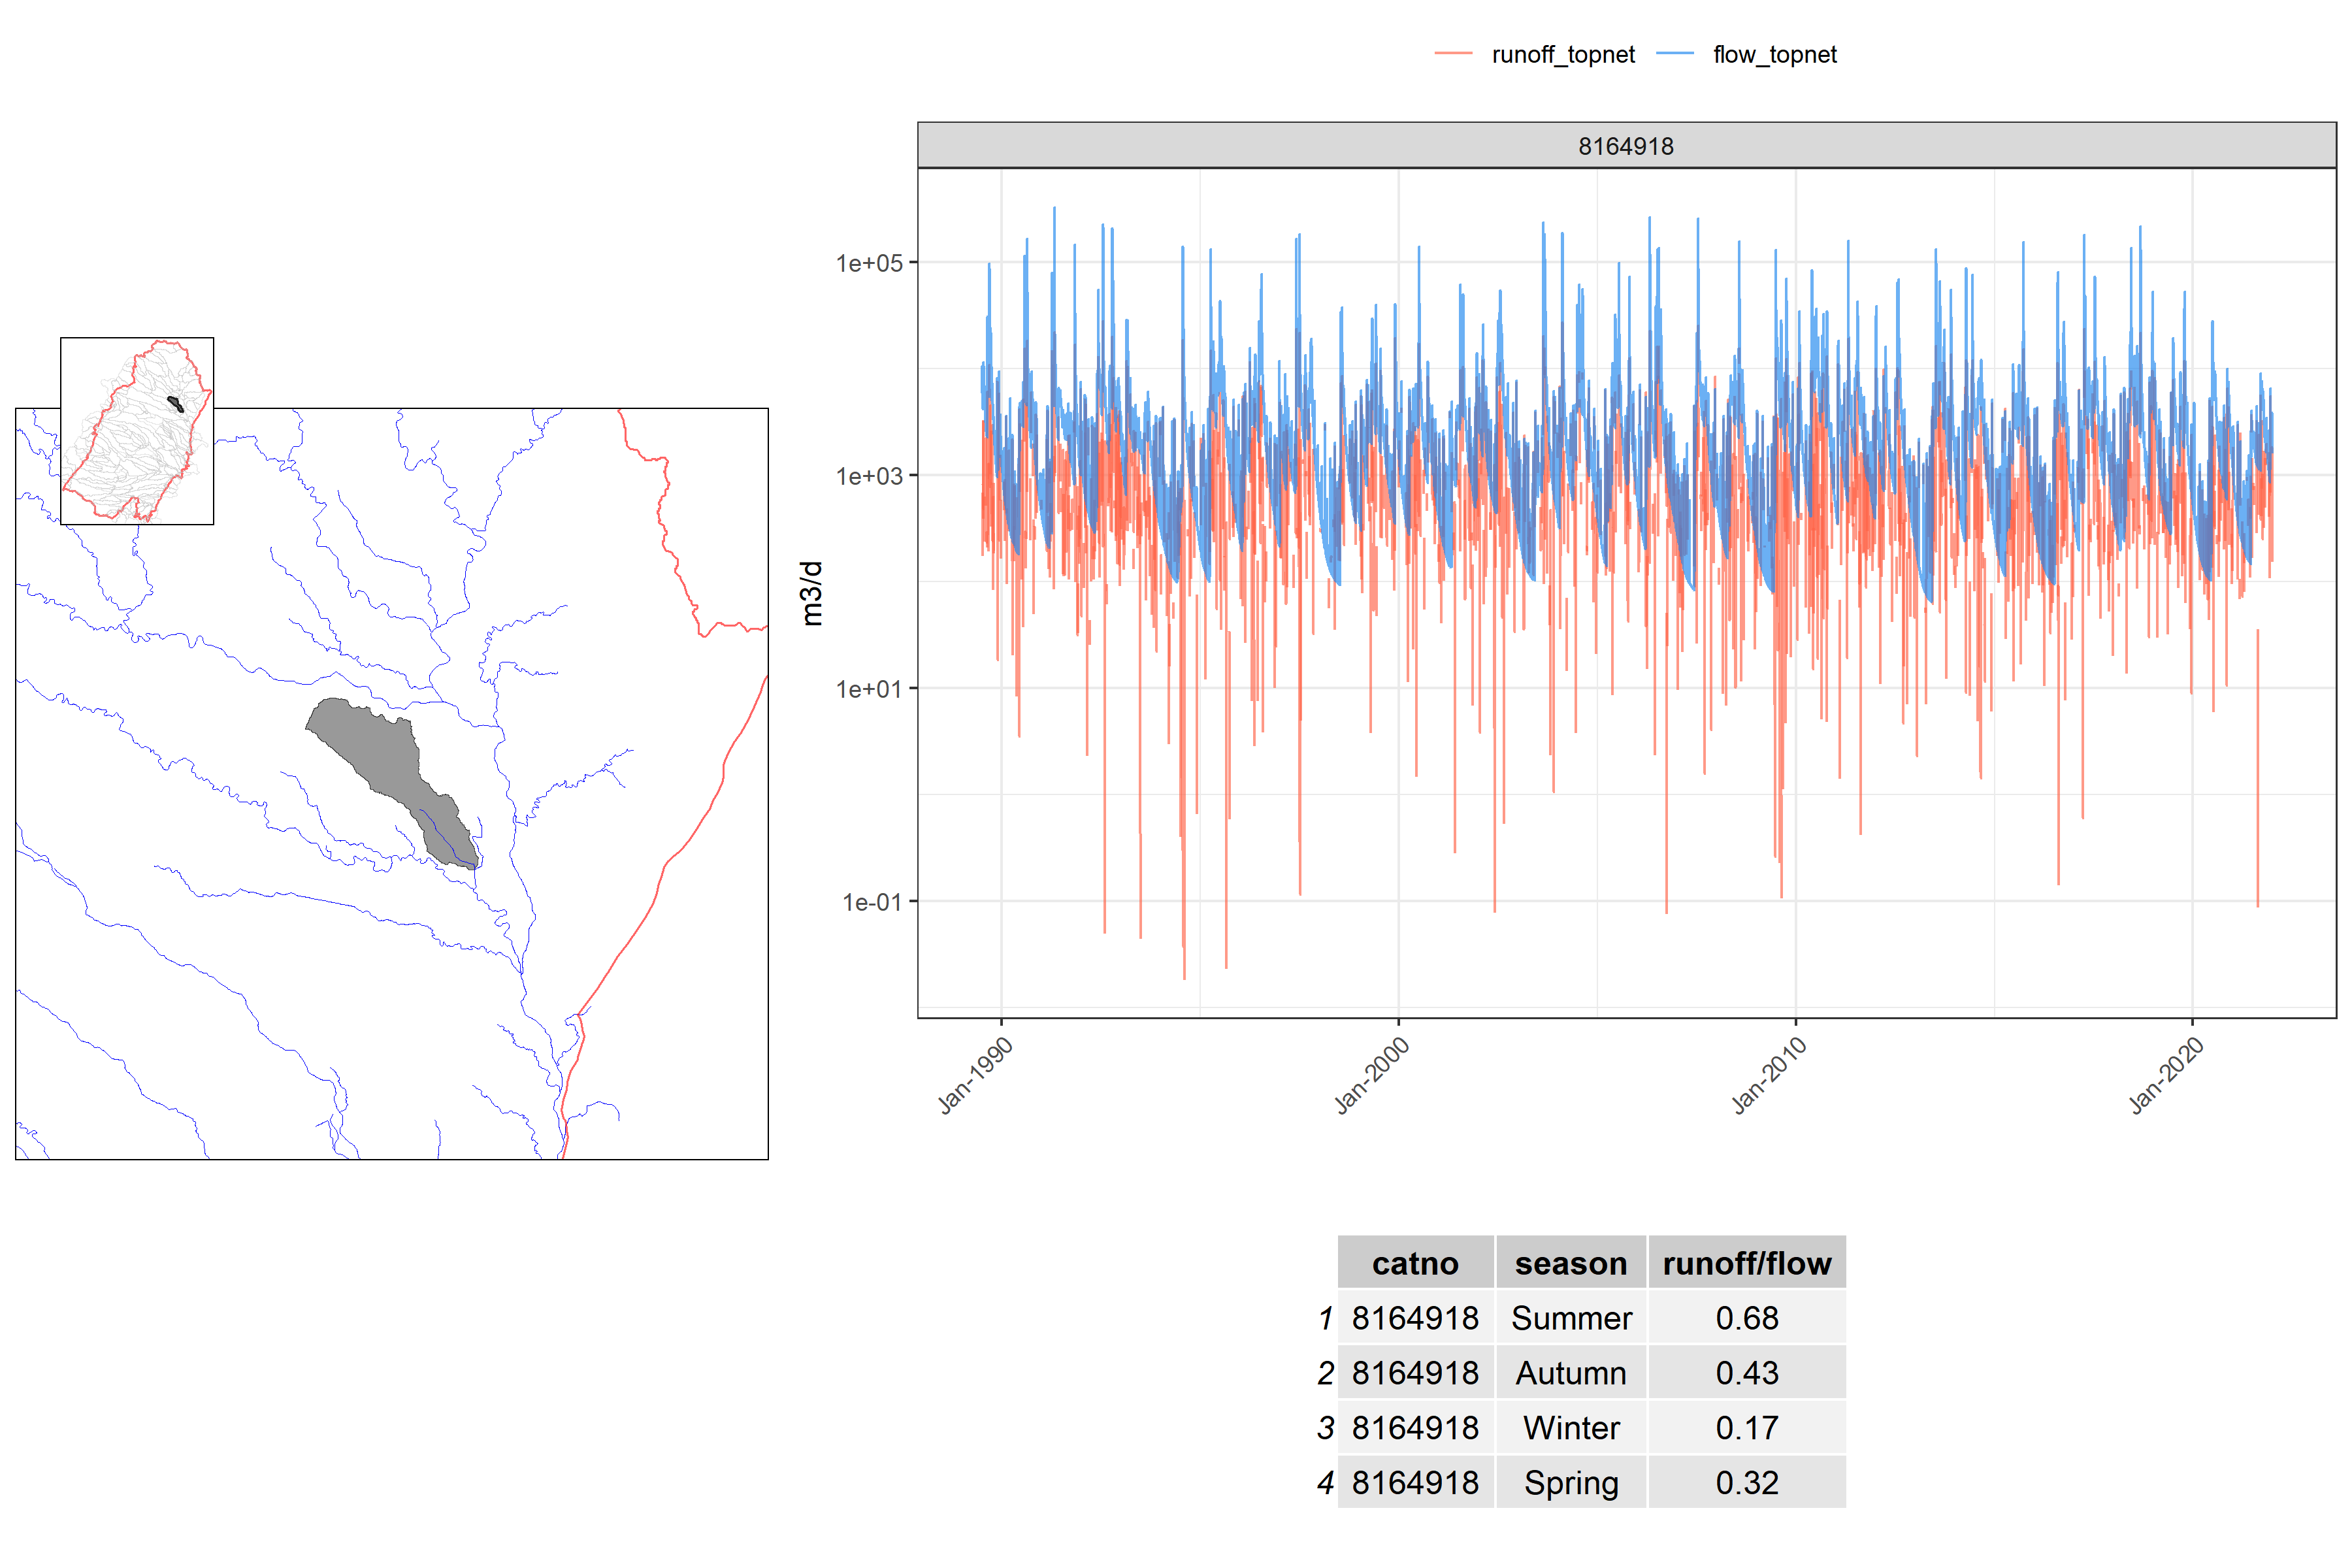 runoff_topnet flow_topnet
8164918
1e+05
1e+03
1e+01
1e-01
m3/d
Jan-1990 Jan-2000 Jan-2010 Jan-2020
catno season runoff/flow
1 8164918 Summer 0.68
2 8164918 Autumn 0.43
3 8164918 Winter 0.17
4 8164918 Spring 0.32